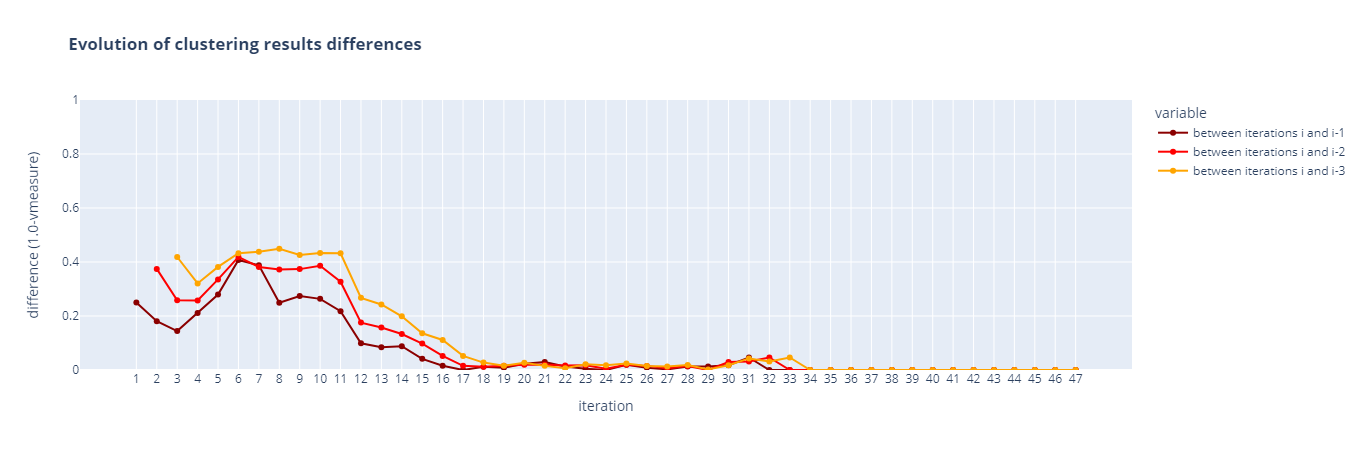 Evolution of clustering results differences
1
0.8
0.6
0.4
0.2
0
difference (1.0-vmeasure)
1 2 3 4 5 6 7 8 9 10 11 12 13 14 15 16 17 18 19 20 21 22 23 24 25 26 27 28 29 30 31 32 33 34 35 36 37 38 39 40 41 42 43 44 45 46 47
iteration
variable
between iterations i and i-1
between iterations i and i-2
between iterations i and i-3